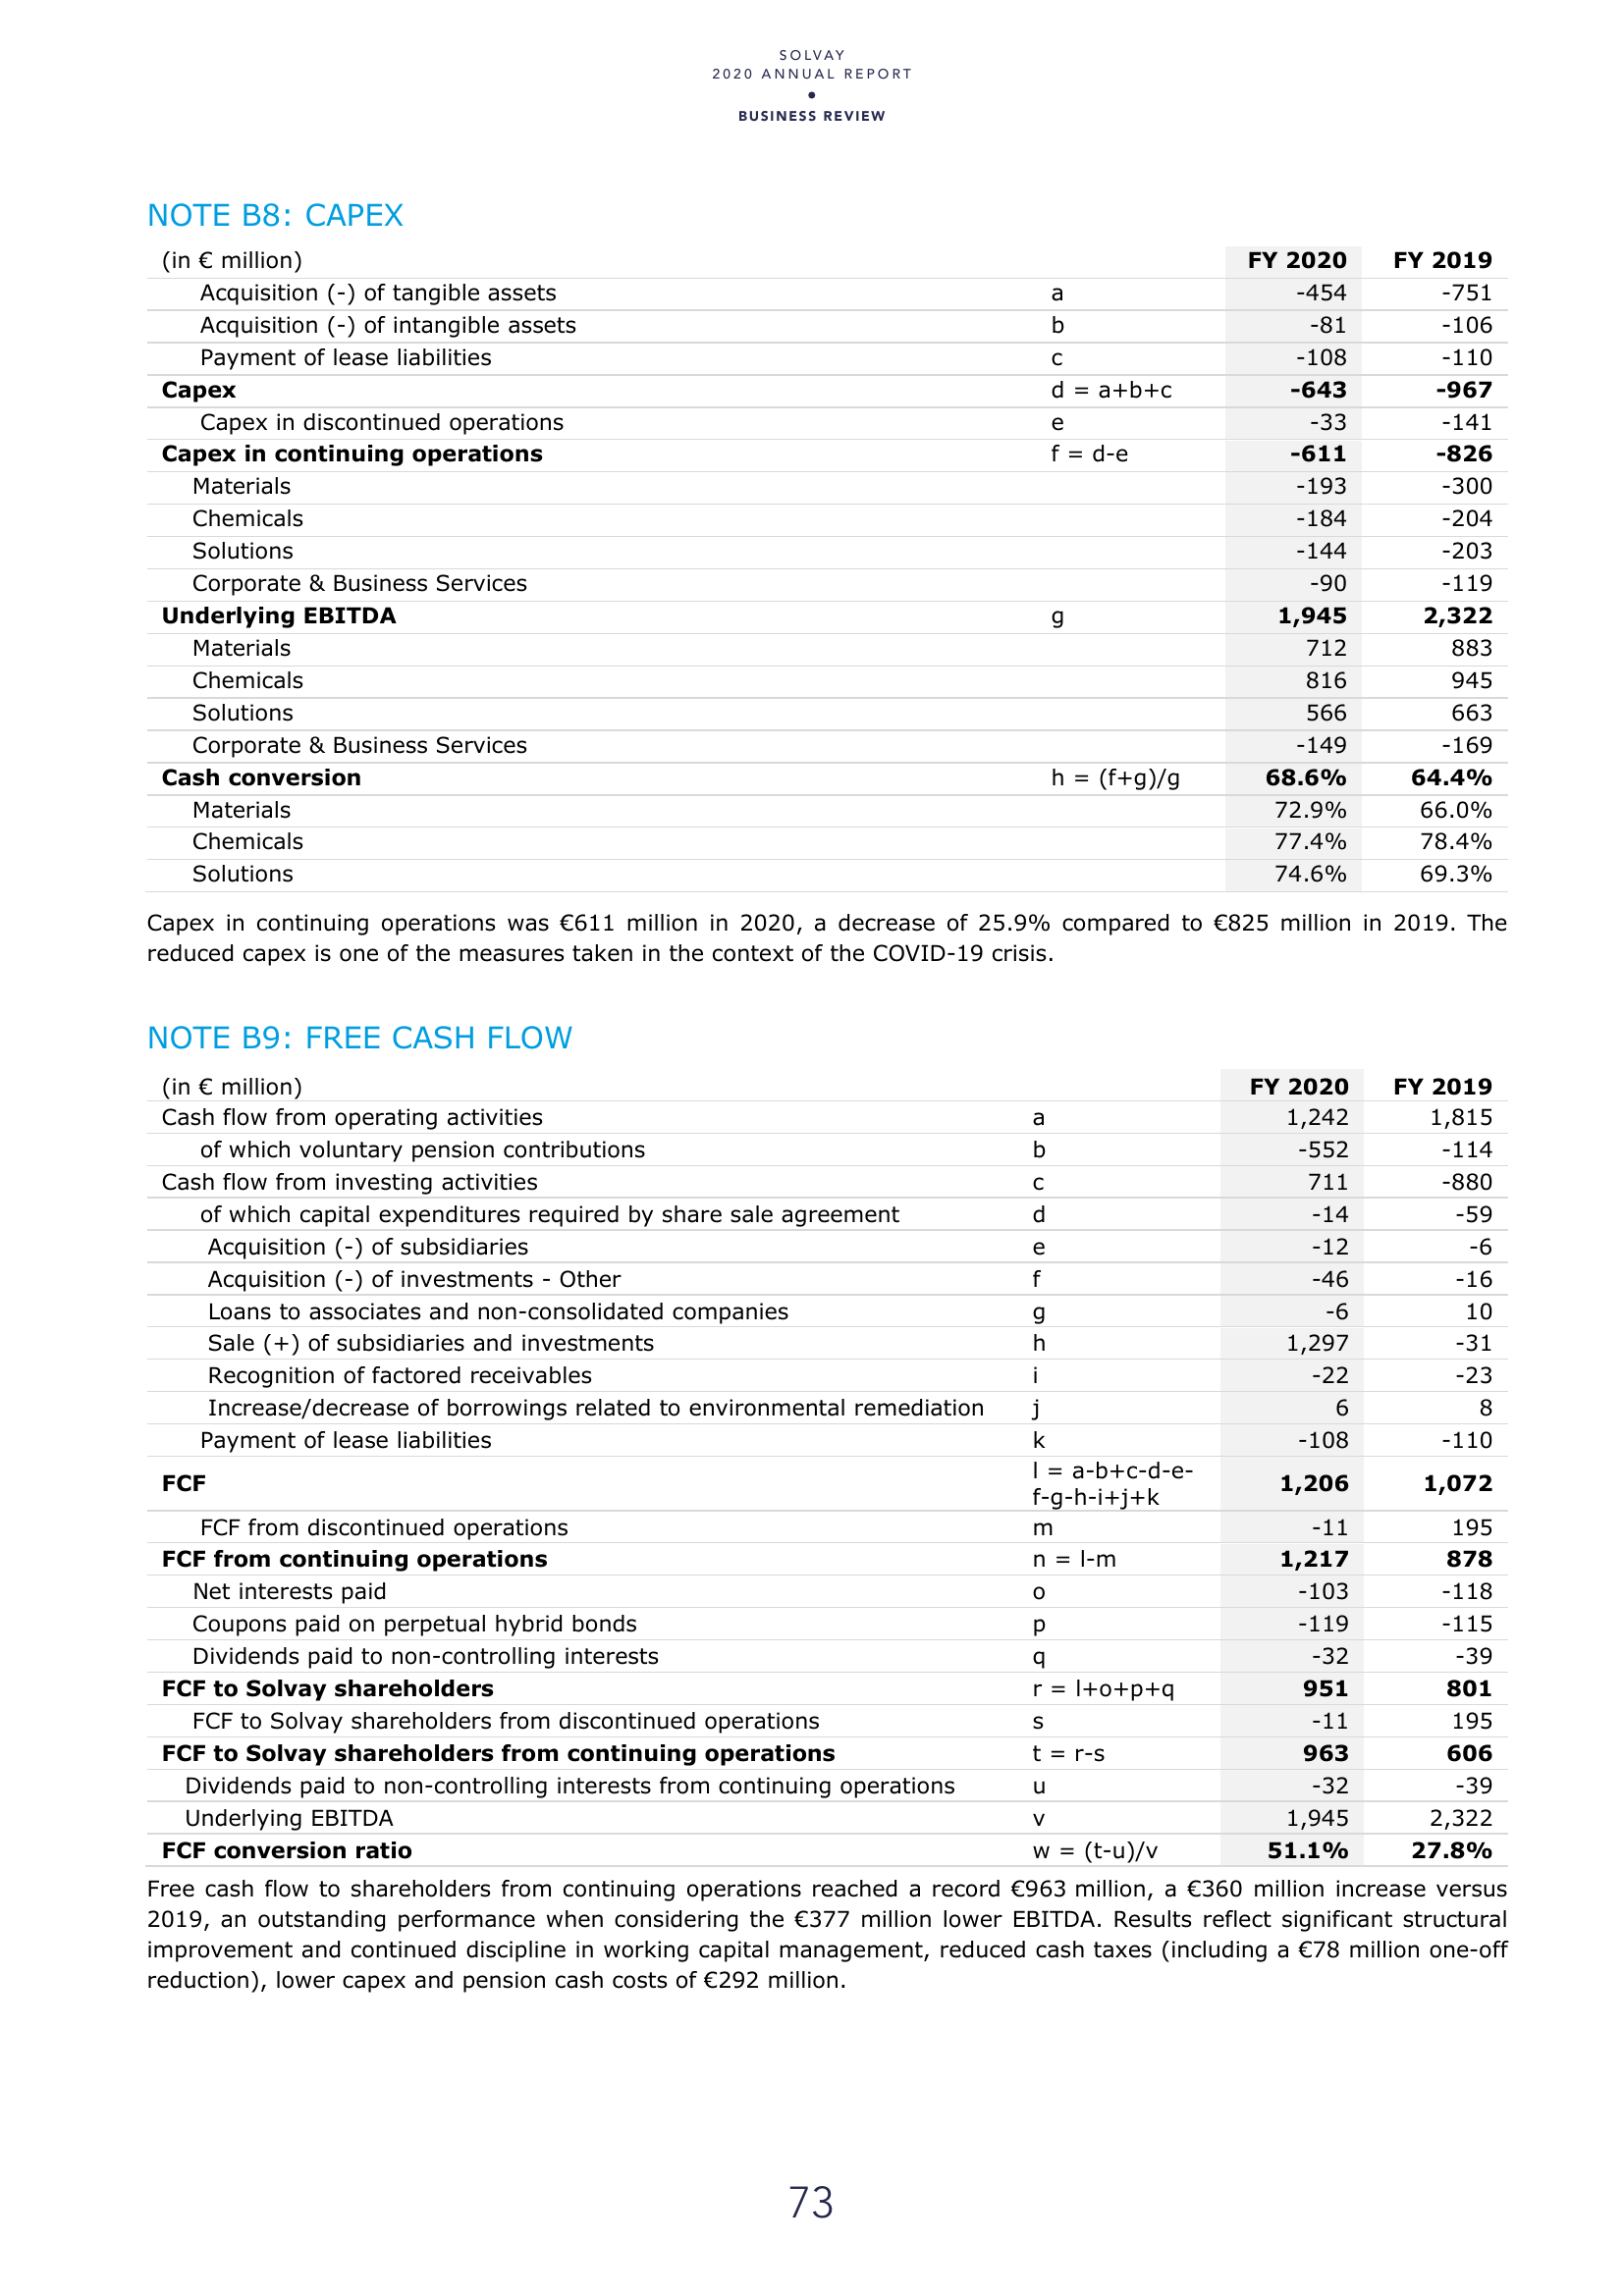 SOLVAY
2020 ANNUAL REPORT
•
BUSINESS REVIEW
NOTE B8: CAPEX
(in € million) FY 2020 FY 2019
Acquisition (-) of tangible assets a -454 -751
Acquisition (-) of intangible assets b -81 -106
Payment of lease liabilities c -108 -110
Capex d = a+b+c -643 -967
Capex in discontinued operations e -33 -141
Capex in continuing operations f = d-e -611 -826
Materials -193 -300
Chemicals -184 -204
Solutions -144 -203
Corporate & Business Services -90 -119
Underlying EBITDA g 1,945 2,322
Materials 712 883
Chemicals 816 945
Solutions 566 663
Corporate & Business Services -149 -169
Cash conversion h = (f+g)/g 68.6% 64.4%
Materials 72.9% 66.0%
Chemicals 77.4% 78.4%
Solutions 74.6% 69.3%
Capex in continuing operations was €611 million in 2020, a decrease of 25.9% compared to €825 million in 2019. The
reduced capex is one of the measures taken in the context of the COVID-19 crisis.
NOTE B9: FREE CASH FLOW
(in € million) FY 2020 FY 2019
Cash flow from operating activities a 1,242 1,815
of which voluntary pension contributions b -552 -114
Cash flow from investing activities c 711 -880
of which capital expenditures required by share sale agreement d -14 -59
Acquisition (-) of subsidiaries e -12 -6
Acquisition (-) of investments - Other f -46 -16
Loans to associates and non-consolidated companies g -6 10
Sale (+) of subsidiaries and investments h 1,297 -31
Recognition of factored receivables i -22 -23
Increase/decrease of borrowings related to environmental remediation j 6 8
Payment of lease liabilities k -108 -110
FCF l = a-b+c-d-e- 1,206 1,072
f-g-h-i+j+k
FCF from discontinued operations m -11 195
FCF from continuing operations n = l-m 1,217 878
Net interests paid o -103 -118
Coupons paid on perpetual hybrid bonds p -119 -115
Dividends paid to non-controlling interests q -32 -39
FCF to Solvay shareholders r = l+o+p+q 951 801
FCF to Solvay shareholders from discontinued operations s -11 195
FCF to Solvay shareholders from continuing operations t = r-s 963 606
Dividends paid to non-controlling interests from continuing operations u -32 -39
Underlying EBITDA v 1,945 2,322
FCF conversion ratio w = (t-u)/v 51.1% 27.8%
Free cash flow to shareholders from continuing operations reached a record €963 million, a €360 million increase versus
2019, an outstanding performance when considering the €377 million lower EBITDA. Results reflect significant structural
improvement and continued discipline in working capital management, reduced cash taxes (including a €78 million one-off
reduction), lower capex and pension cash costs of €292 million.
73